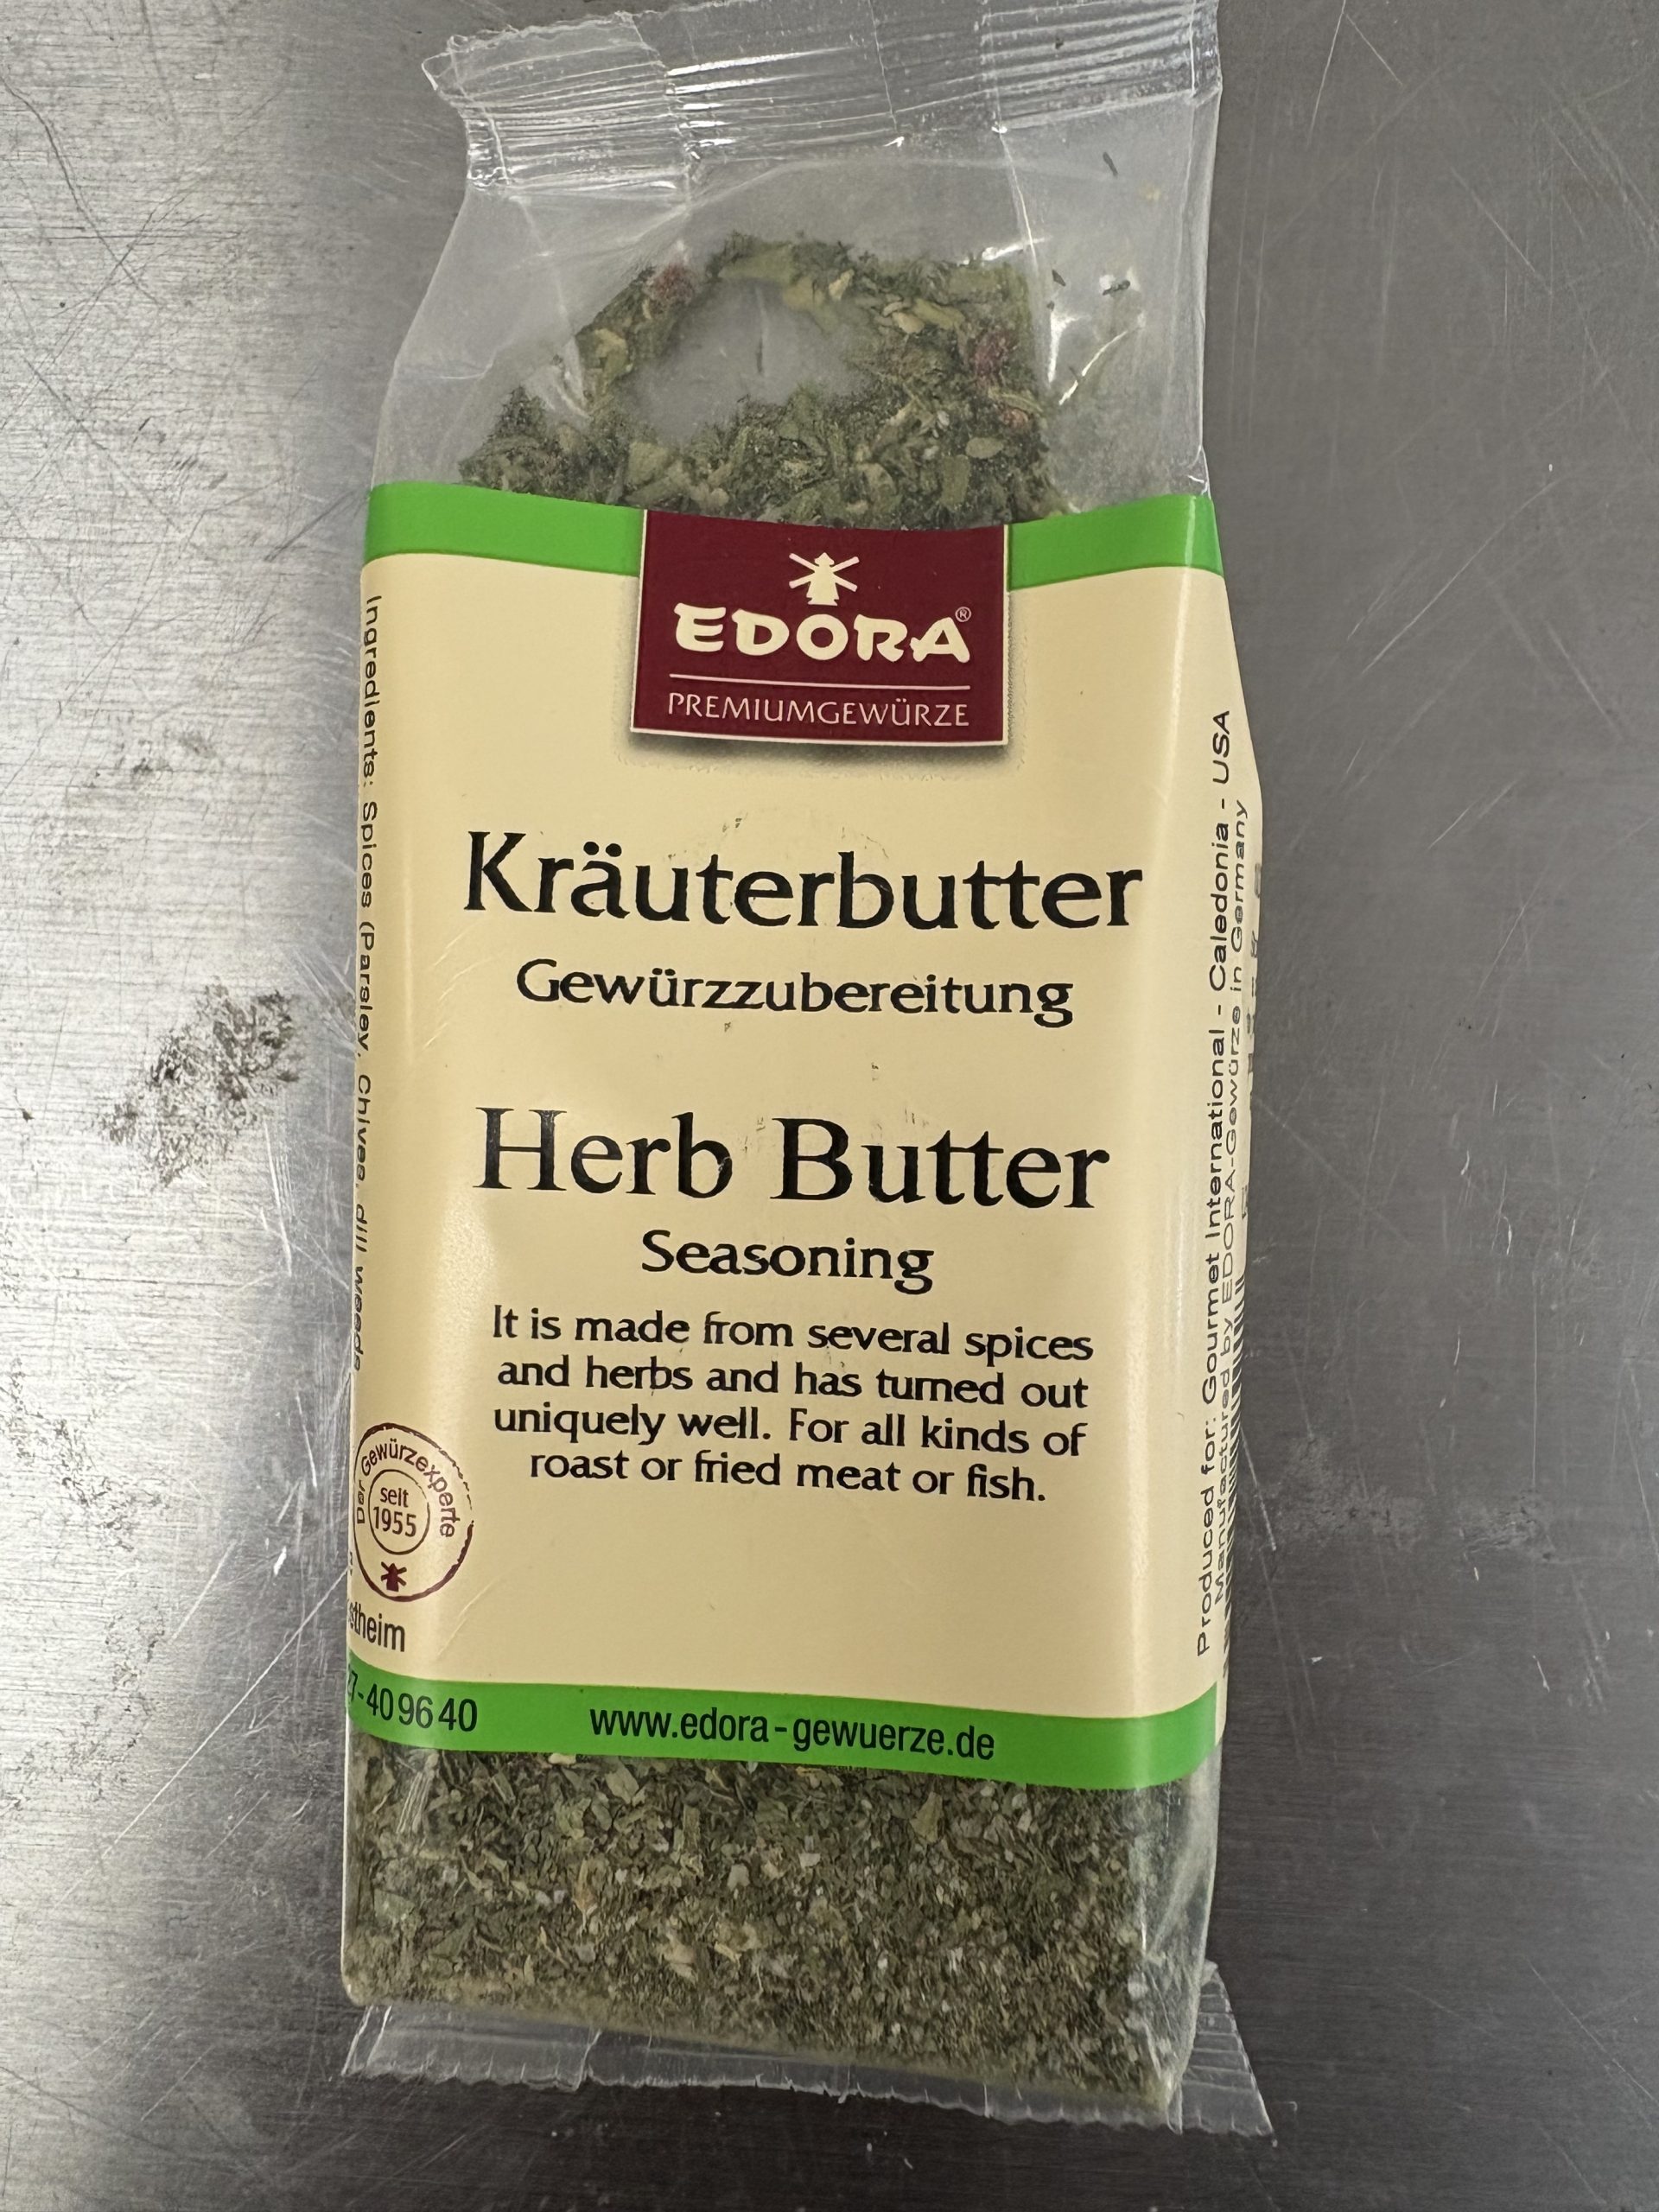 EDORA®
PREMIUMGEWÜRZE
Kräuterbutter
Gewürzzubereitung
Herb Butter
Seasoning
It is made from several spices
and herbs and has turned out
uniquely well. For all kinds of
roast or fried meat or fish.
Ingredients: Spices (Parsley, Chives, dill weeds
Der Gewürzexperte
seit
1955
stheim
7-409640
www.edora-gewuerze.de
Produced for: Gourmet International - Caledonia - USA
Manufactured by EDORA-Gewürze in Germany